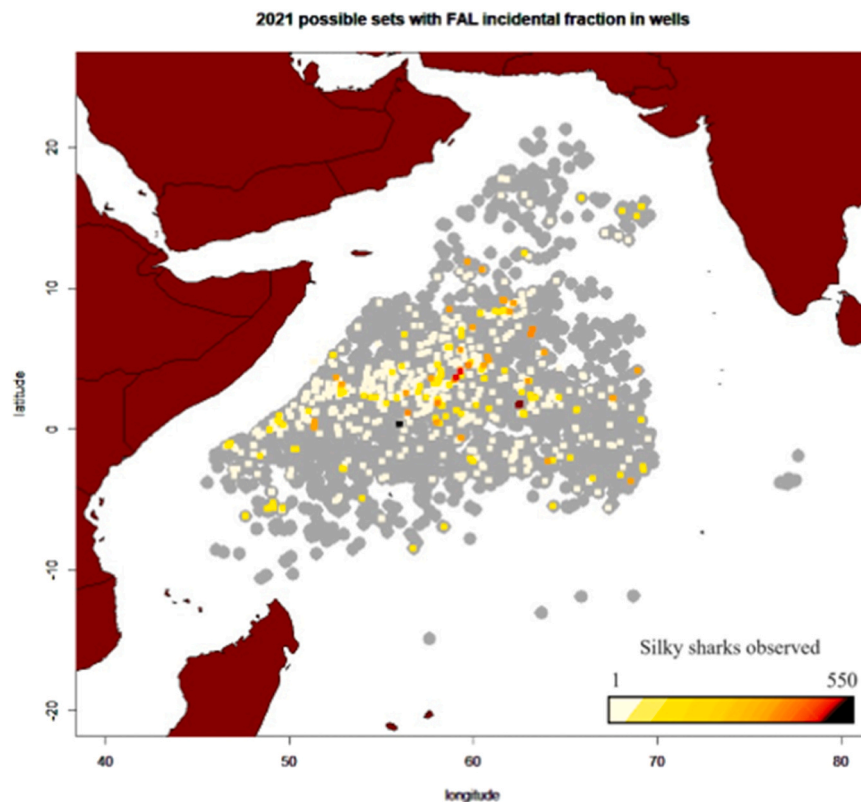 2021 possible sets with FAL incidental fraction in wells
20
10
0
-10
-20
latitude
Silky sharks observed
1 550
40 50 60 70 80
longitude